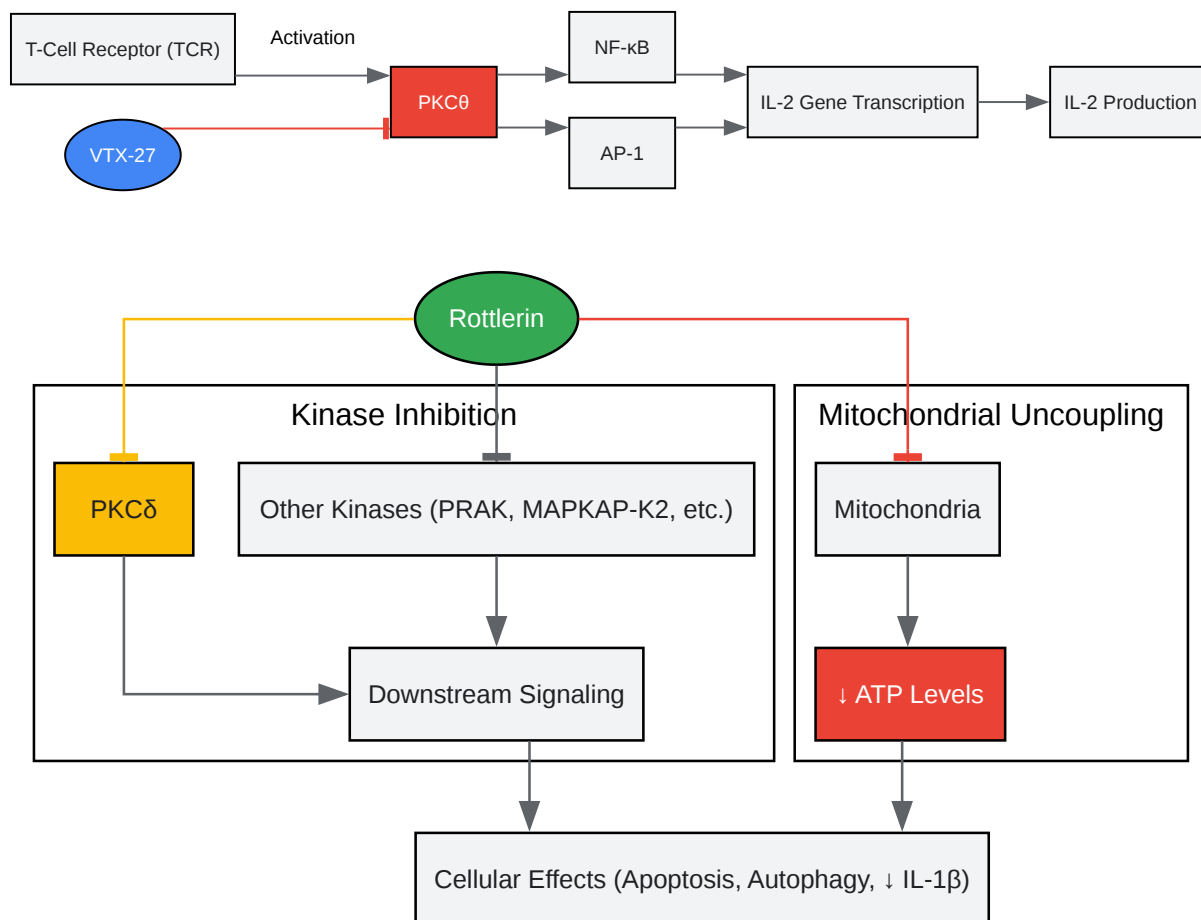 T-Cell Receptor (TCR)
Activation
NF-κB
PKCθ
IL-2 Gene Transcription
IL-2 Production
VTX-27
AP-1
Rottlerin
Kinase Inhibition
Mitochondrial Uncoupling
PKCδ
Other Kinases (PRAK, MAPKAP-K2, etc.)
Mitochondria
Downstream Signaling
↓ ATP Levels
Cellular Effects (Apoptosis, Autophagy, ↓ IL-1β)